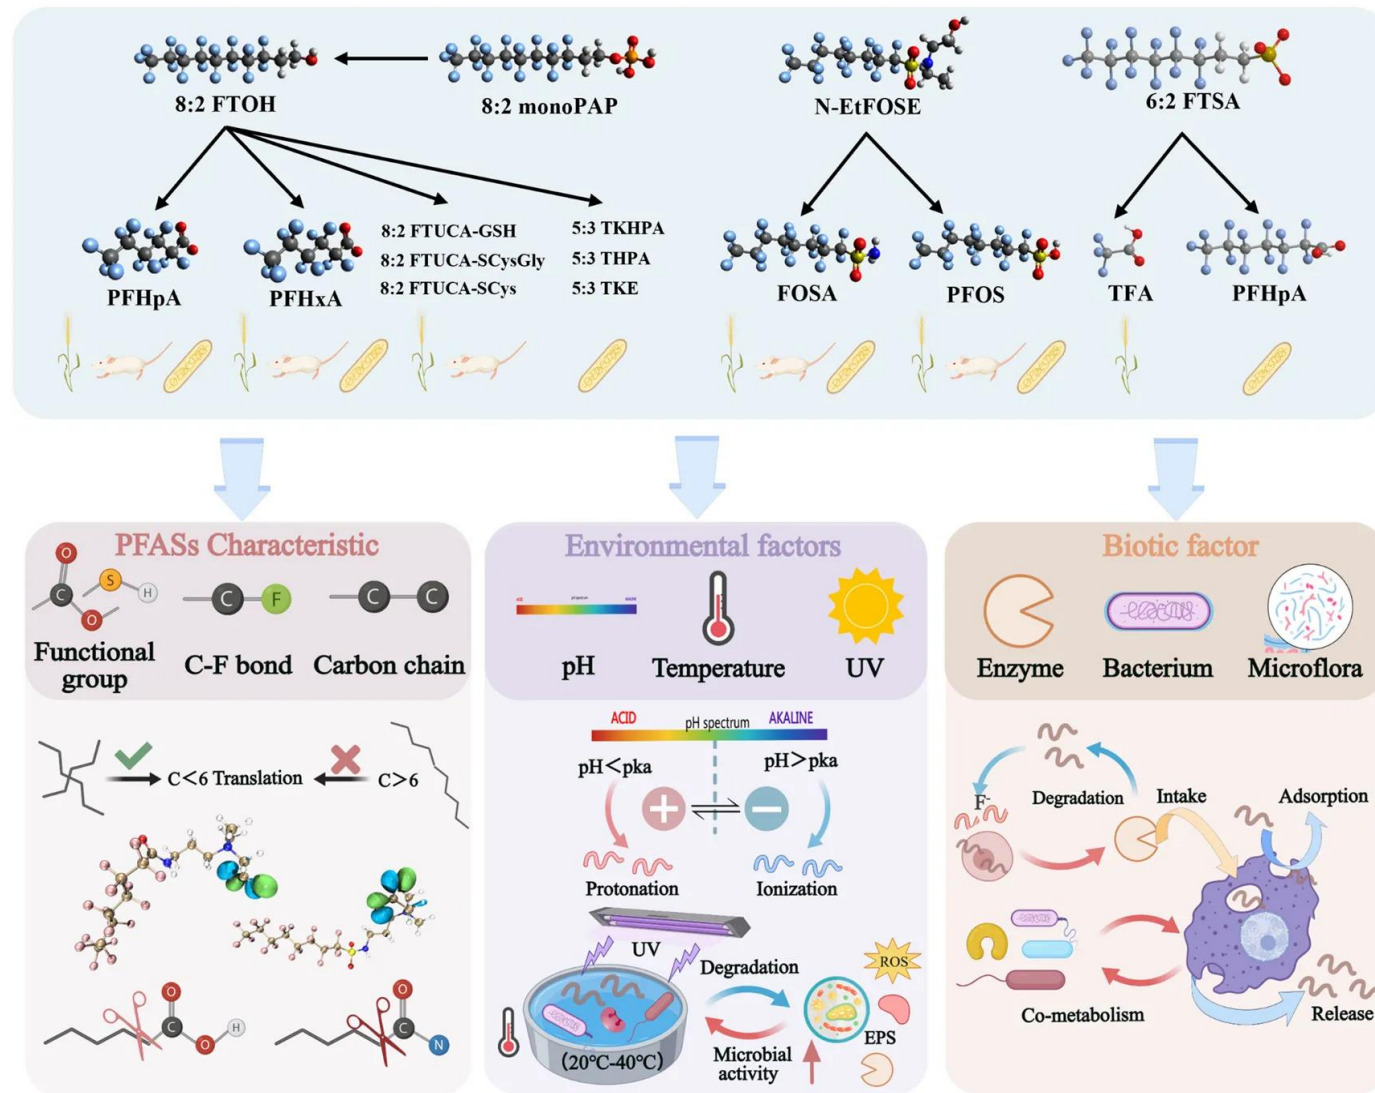 8:2 FTOH
8:2 monoPAP
N-EtFOSE
6:2 FTSA
PFHpA
PFHxA
8:2 FTUCA-GSH
8:2 FTUCA-SCysGly
8:2 FTUCA-SCys
5:3 TKHPA
5:3 THPA
5:3 TKE
FOSA
PFOS
TFA
PFHpA
PFASs Characteristic
O
C
O
S
H
C
F
C
C
Functional
group
C-F bond
Carbon chain
C<6 Translation
C>6
O
C
O
H
O
C
N
Environmental factors
pH
Temperature
UV
ACID
pH spectrum
AKALINE
pH<pka
pH>pka
Protonation
Ionization
UV
Degradation
ROS
EPS
(20℃-40℃)
Microbial
activity
Biotic factor
Enzyme
Bacterium
Microflora
F-
Degradation
Intake
Adsorption
Co-metabolism
Release